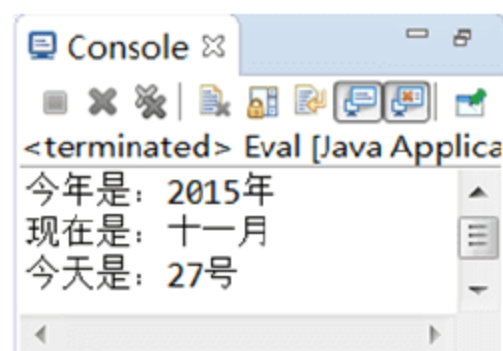 Console
<terminated> Eval [Java Applica
今年是：2015年
现在是：十一月
今天是：27号